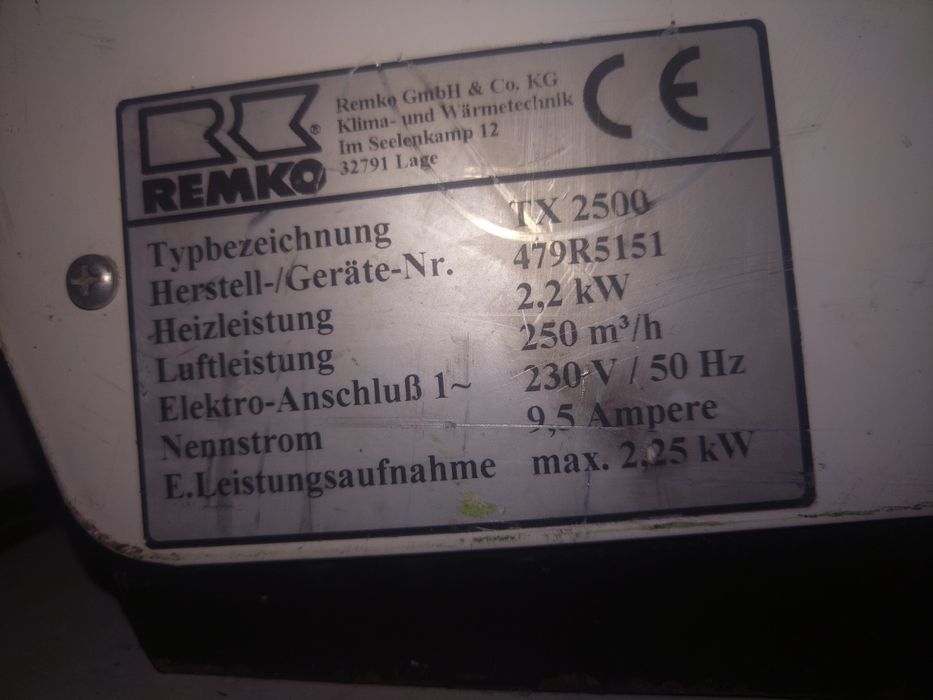 REMKO
Remko GmbH & Co. KG
Klima- und Wärmetechnik
Im Seelenkamp 12
32791 Lage
CE
Typbezeichnung TX 2500
Herstell-/Geräte-Nr. 479R5151
Heizleistung 2,2 kW
Luftleistung 250 m³/h
Elektro-Anschluß 1~ 230 V / 50 Hz
Nennstrom 9,5 Ampere
E.Leistungsaufnahme max. 2,25 kW